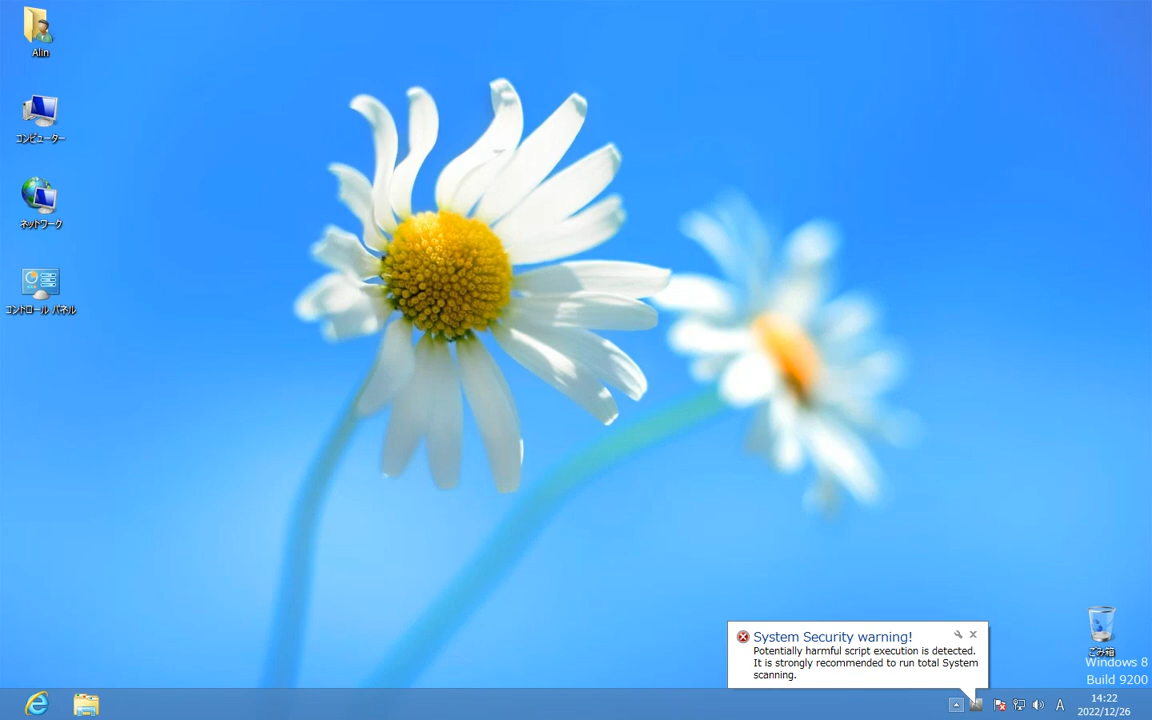 Alin
コンピューター
ネットワーク
コントロール パネル
System Security warning!
Potentially harmful script execution is detected.
It is strongly recommended to run total System
scanning.
ごみ箱
Windows 8
Build 9200
A
14:22
2022/12/26